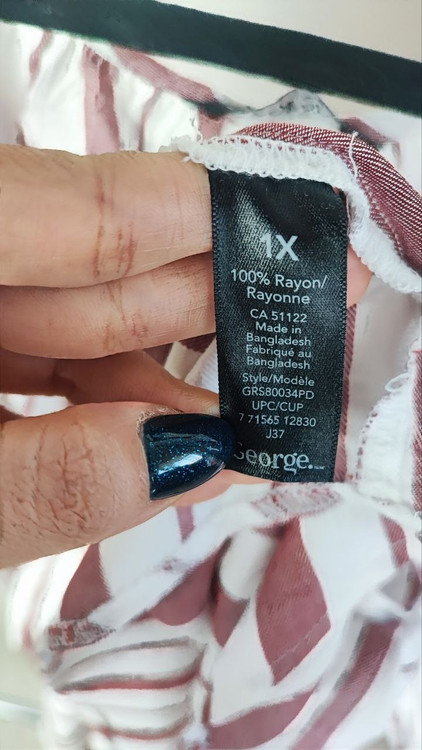 1X
100% Rayon/
Rayonne
CA 51122
Made in
Bangladesh
Fabriqué au
Bangladesh
Style/Modèle
GRS80034PD
UPC/CUP
7 71565 12830
J37
George.